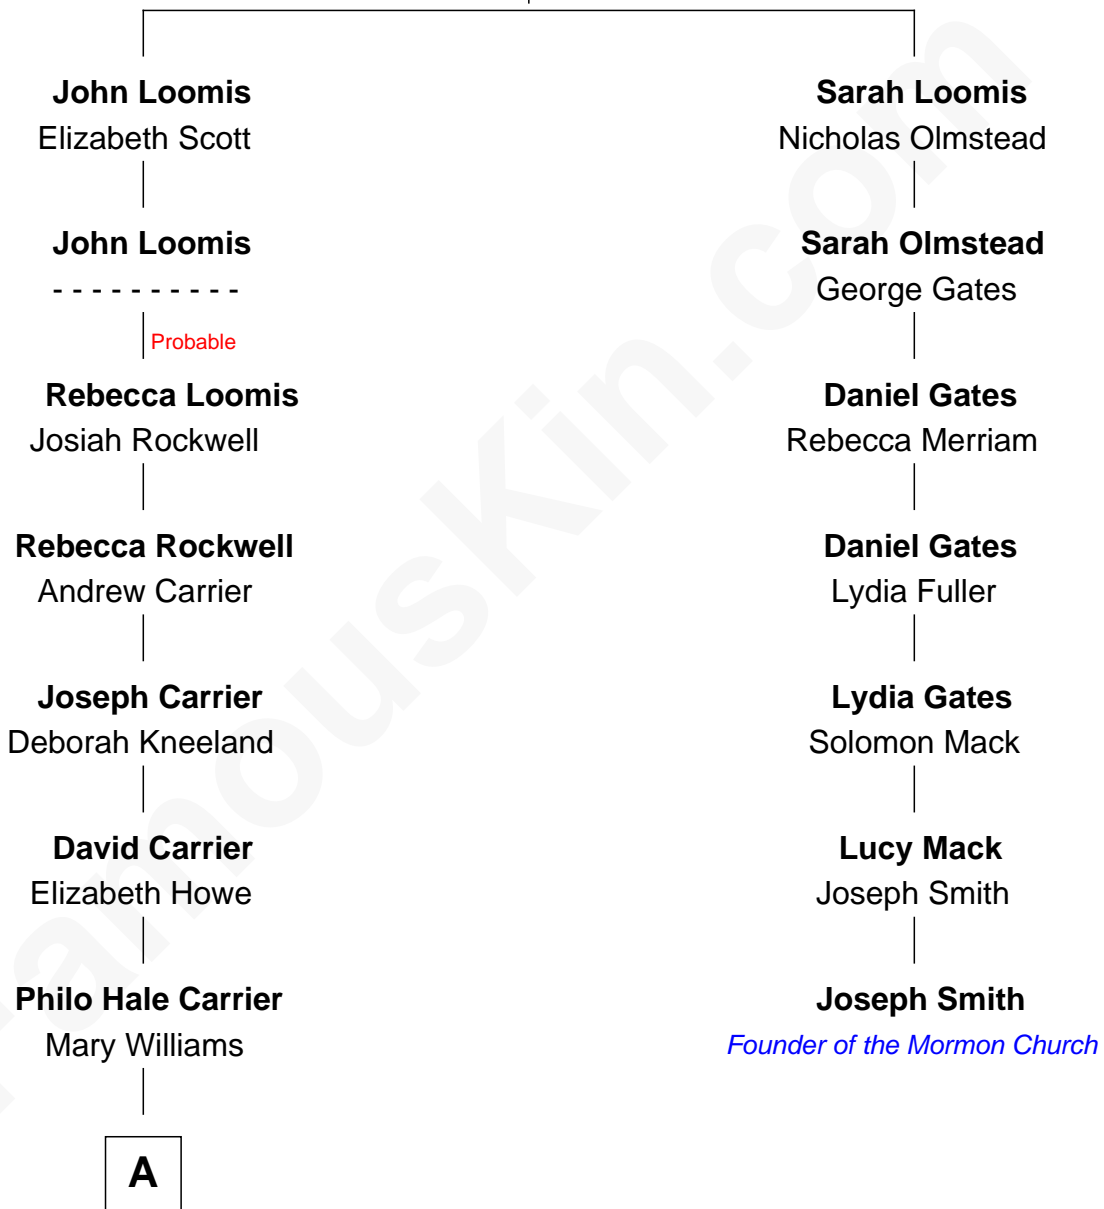 John Loomis
Elizabeth Scott
John Loomis
- - - - - - - - - -
Probable
Rebecca Loomis
Josiah Rockwell
Rebecca Rockwell
Andrew Carrier
Joseph Carrier
Deborah Kneeland
David Carrier
Elizabeth Howe
Philo Hale Carrier
Mary Williams
A
Sarah Loomis
Nicholas Olmstead
Sarah Olmstead
George Gates
Daniel Gates
Rebecca Merriam
Daniel Gates
Lydia Fuller
Lydia Gates
Solomon Mack
Lucy Mack
Joseph Smith
Joseph Smith
Founder of the Mormon Church
FamousKin.com